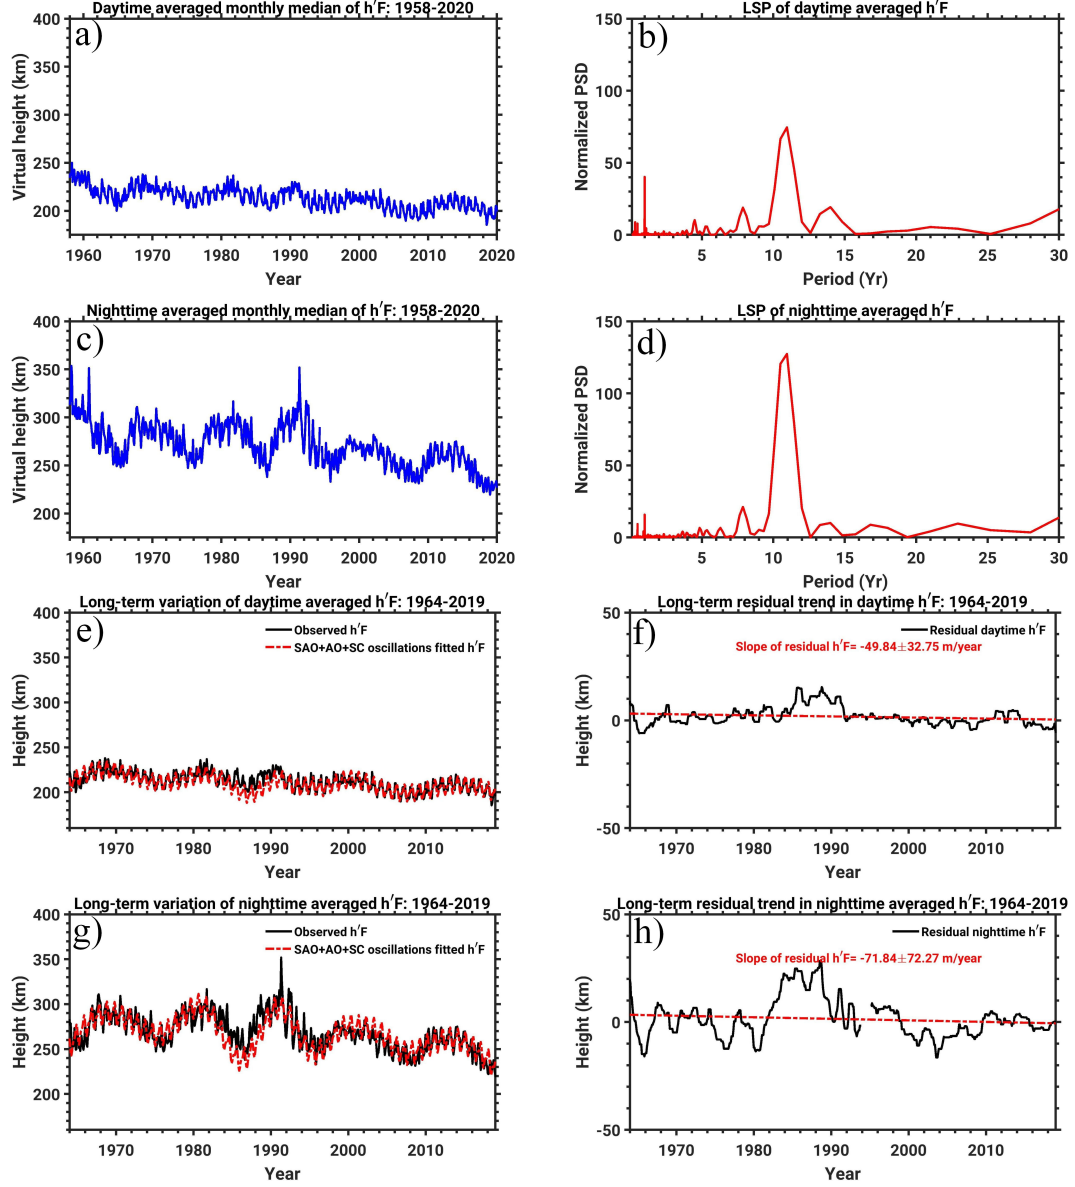 Daytime averaged monthly median of h′F: 1958-2020
a)
400
350
300
250
200
Virtual height (km)
1960 1970 1980 1990 2000 2010 2020
Year
LSP of daytime averaged h′F
b)
150
100
50
0
Normalized PSD
5 10 15 20 25 30
Period (Yr)
Nighttime averaged monthly median of h′F: 1958-2020
c)
400
350
300
250
200
Virtual height (km)
1960 1970 1980 1990 2000 2010 2020
Year
LSP of nighttime averaged h′F
d)
150
100
50
0
Normalized PSD
5 10 15 20 25 30
Period (Yr)
Long-term variation of daytime averaged h′F: 1964-2019
e)
Observed h′F
SAO+AO+SC oscillations fitted h′F
400
350
300
250
200
Height (km)
1970 1980 1990 2000 2010
Year
Long-term residual trend in daytime h′F: 1964-2019
f)
Residual daytime h′F
Slope of residual h′F= -49.84±32.75 m/year
50
0
-50
Height (km)
1970 1980 1990 2000 2010
Year
Long-term variation of nighttime averaged h′F: 1964-2019
g)
Observed h′F
SAO+AO+SC oscillations fitted h′F
400
350
300
250
200
Height (km)
1970 1980 1990 2000 2010
Year
Long-term residual trend in nighttime averaged h′F: 1964-2019
h)
Residual nighttime h′F
Slope of residual h′F= -71.84±72.27 m/year
50
0
-50
Height (km)
1970 1980 1990 2000 2010
Year